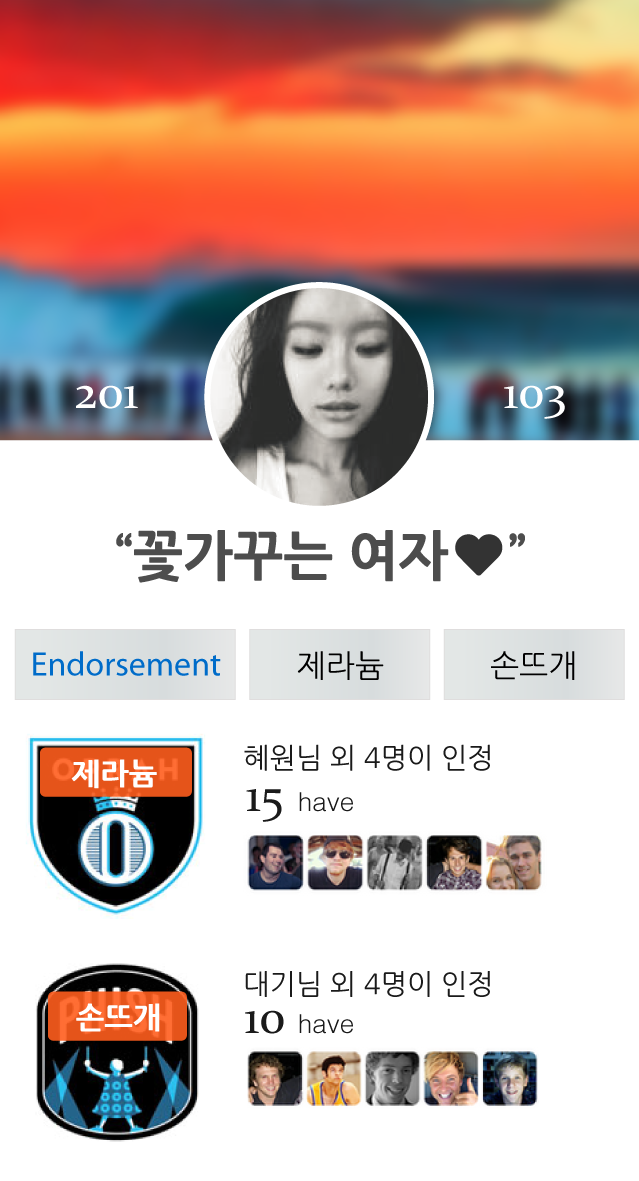 201
103
“꽃가꾸는 여자♥”
Endorsement
제라늄
손뜨개
제라늄
O
혜원님 외 4명이 인정
15 have
손뜨개
대기님 외 4명이 인정
10 have